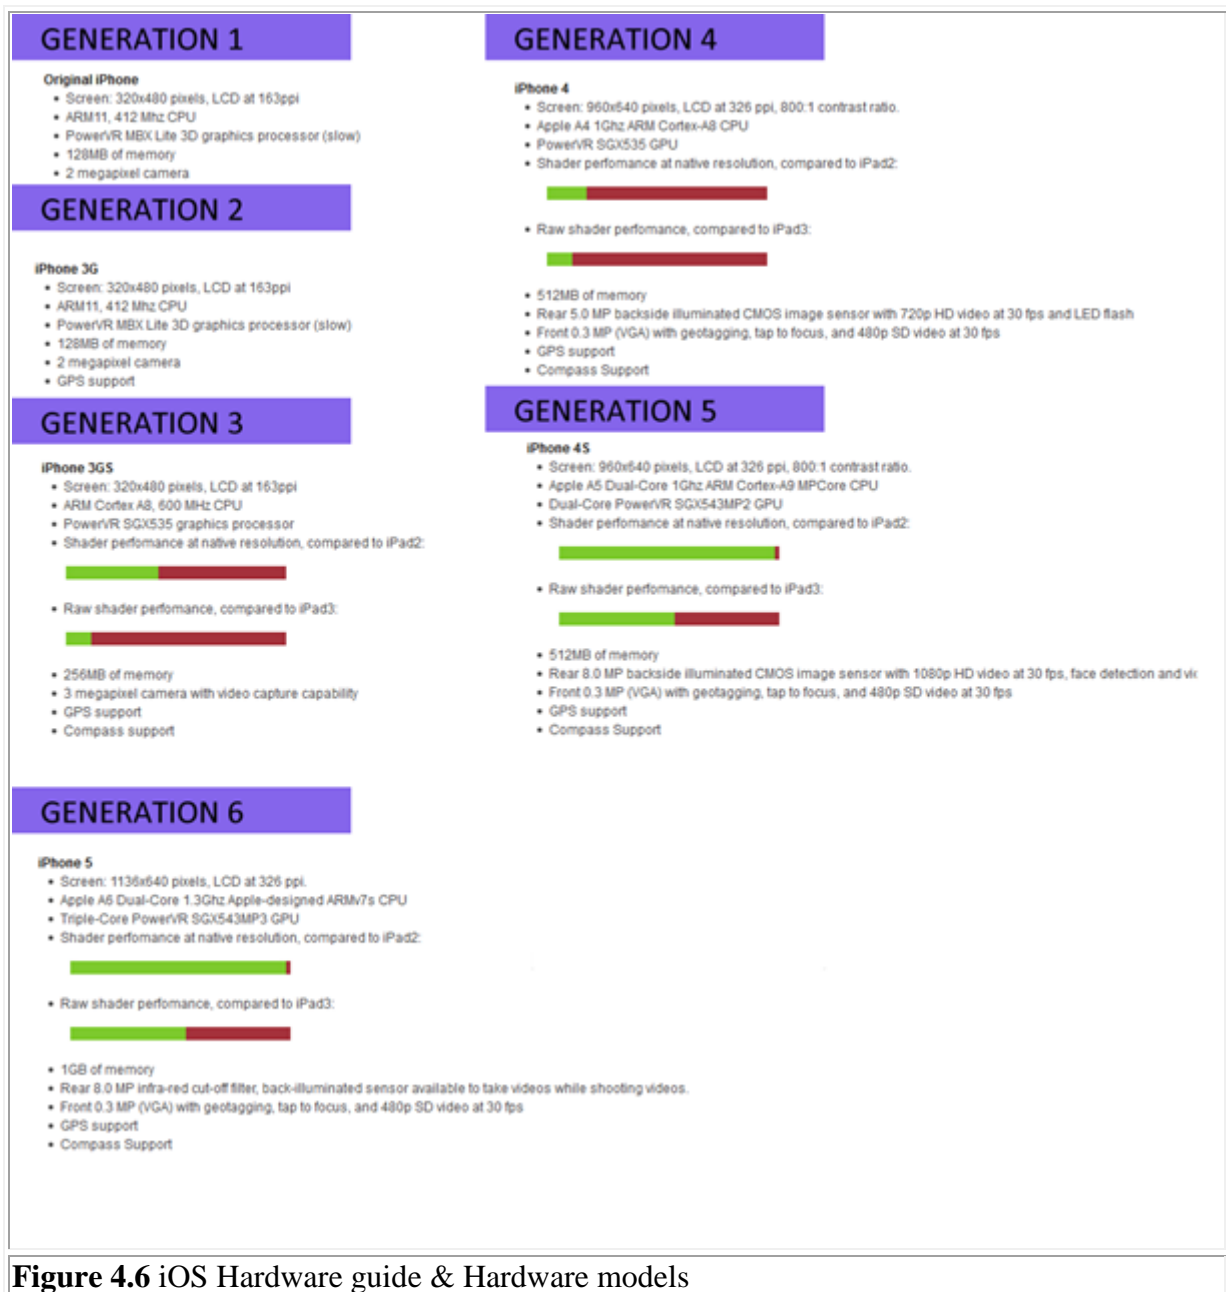 GENERATION 1
Original iPhone
• Screen: 320x480 pixels, LCD at 163ppi
• ARM11, 412 Mhz CPU
• PowerVR MBX Lite 3D graphics processor (slow)
• 128MB of memory
• 2 megapixel camera
GENERATION 2
iPhone 3G
• Screen: 320x480 pixels, LCD at 163ppi
• ARM11, 412 Mhz CPU
• PowerVR MBX Lite 3D graphics processor (slow)
• 128MB of memory
• 2 megapixel camera
• GPS support
GENERATION 3
iPhone 3GS
• Screen: 320x480 pixels, LCD at 163ppi
• ARM Cortex A8, 600 MHz CPU
• PowerVR SGX535 graphics processor
• Shader perfomance at native resolution, compared to iPad2:
• Raw shader perfomance, compared to iPad3:
• 256MB of memory
• 3 megapixel camera with video capture capability
• GPS support
• Compass support
GENERATION 4
iPhone 4
• Screen: 960x640 pixels, LCD at 326 ppi, 800:1 contrast ratio.
• Apple A4 1Ghz ARM Cortex-A8 CPU
• PowerVR SGX535 GPU
• Shader perfomance at native resolution, compared to iPad2:
• Raw shader perfomance, compared to iPad3:
• 512MB of memory
• Rear 5.0 MP backside illuminated CMOS image sensor with 720p HD video at 30 fps and LED flash
• Front 0.3 MP (VGA) with geotagging, tap to focus, and 480p SD video at 30 fps
• GPS support
• Compass Support
GENERATION 5
iPhone 4S
• Screen: 960x640 pixels, LCD at 326 ppi, 800:1 contrast ratio.
• Apple A5 Dual-Core 1Ghz ARM Cortex-A9 MPCore CPU
• Dual-Core PowerVR SGX543MP2 GPU
• Shader perfomance at native resolution, compared to iPad2:
• Raw shader perfomance, compared to iPad3:
• 512MB of memory
• Rear 8.0 MP backside illuminated CMOS image sensor with 1080p HD video at 30 fps, face detection and vic
• Front 0.3 MP (VGA) with geotagging, tap to focus, and 480p SD video at 30 fps
• GPS support
• Compass Support
GENERATION 6
iPhone 5
• Screen: 1136x640 pixels, LCD at 326 ppi.
• Apple A6 Dual-Core 1.3Ghz Apple-designed ARMv7s CPU
• Triple-Core PowerVR SGX543MP3 GPU
• Shader perfomance at native resolution, compared to iPad2:
• Raw shader perfomance, compared to iPad3:
• 1GB of memory
• Rear 8.0 MP infra-red cut-off filter, back-illuminated sensor available to take videos while shooting videos.
• Front 0.3 MP (VGA) with geotagging, tap to focus, and 480p SD video at 30 fps
• GPS support
• Compass Support
Figure 4.6 iOS Hardware guide & Hardware models